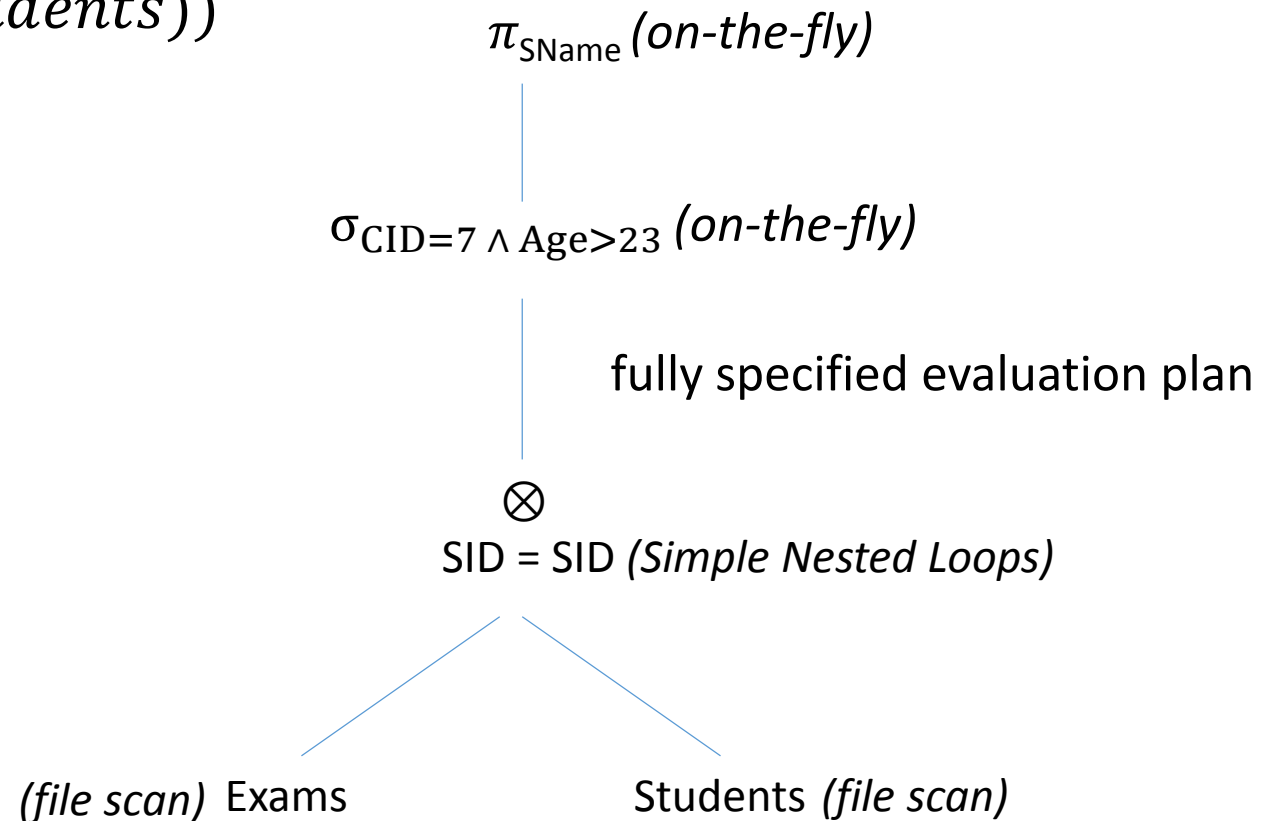 π_SName (on-the-fly)
σ_CID=7 ∧ Age>23 (on-the-fly)
fully specified evaluation plan
⊗
SID = SID (Simple Nested Loops)
(file scan) Exams Students (file scan)